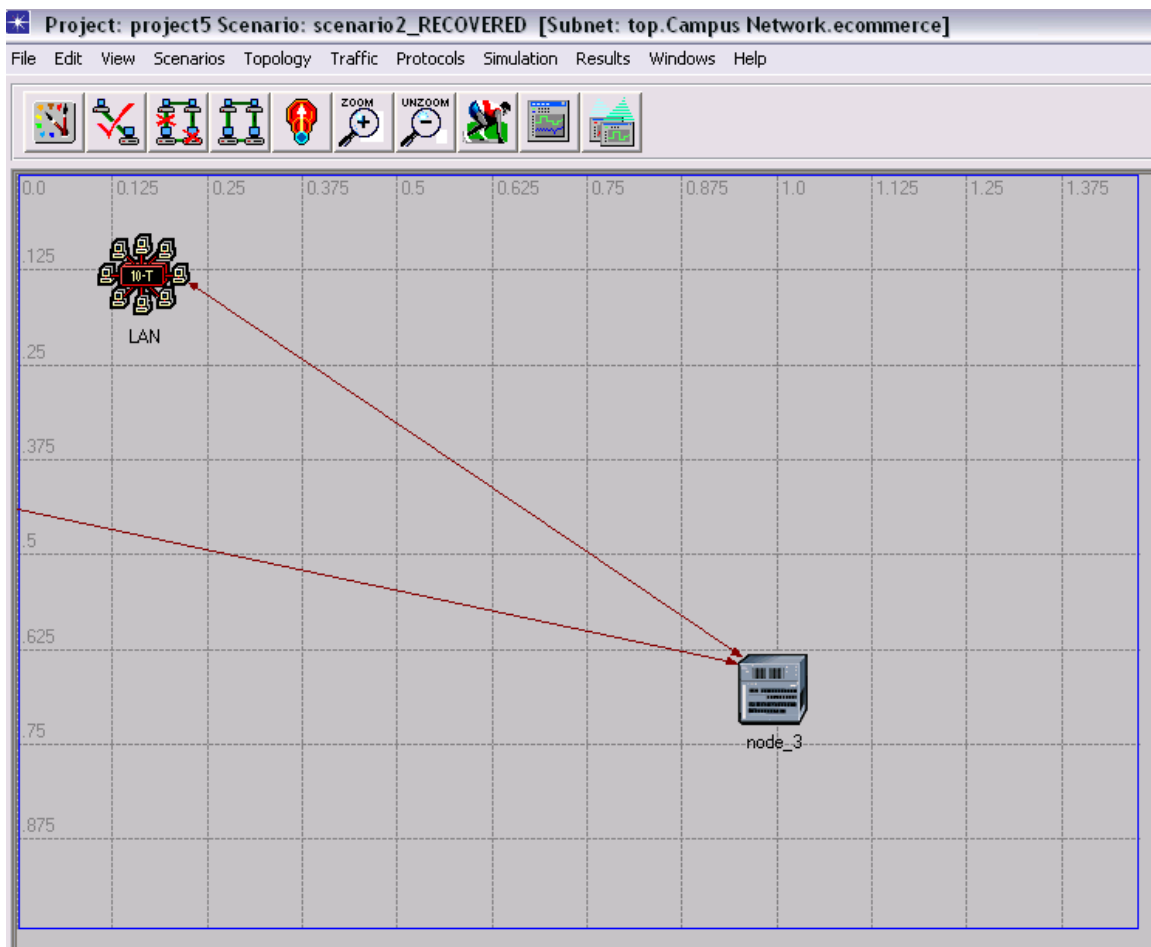 Project: project5 Scenario: scenario2_RECOVERED [Subnet: top.Campus Network.ecommerce]
File Edit View Scenarios Topology Traffic Protocols Simulation Results Windows Help
ZOOM UNZOOM
0.0 0.125 0.25 0.375 0.5 0.625 0.75 0.875 1.0 1.125 1.25 1.375
.125
10-T
LAN
.25
.375
.5
.625
node_3
.75
.875